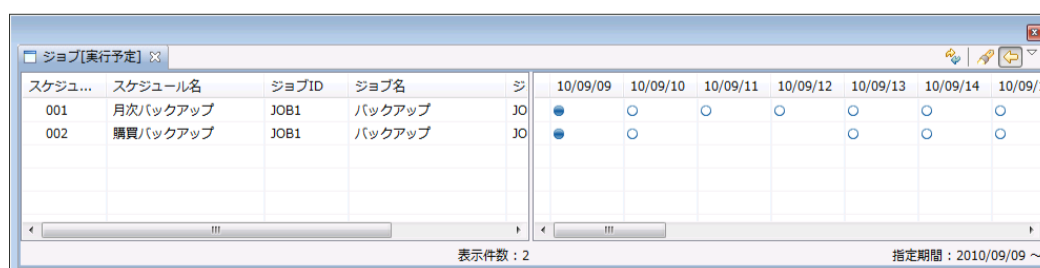 ジョブ[実行予定]
スケジュ... スケジュール名 ジョブID ジョブ名 ジ 10/09/09 10/09/10 10/09/11 10/09/12 10/09/13 10/09/14 10/09/
001 月次バックアップ JOB1 バックアップ JO
002 購買バックアップ JOB1 バックアップ JO
表示件数：2 指定期間：2010/09/09 ～